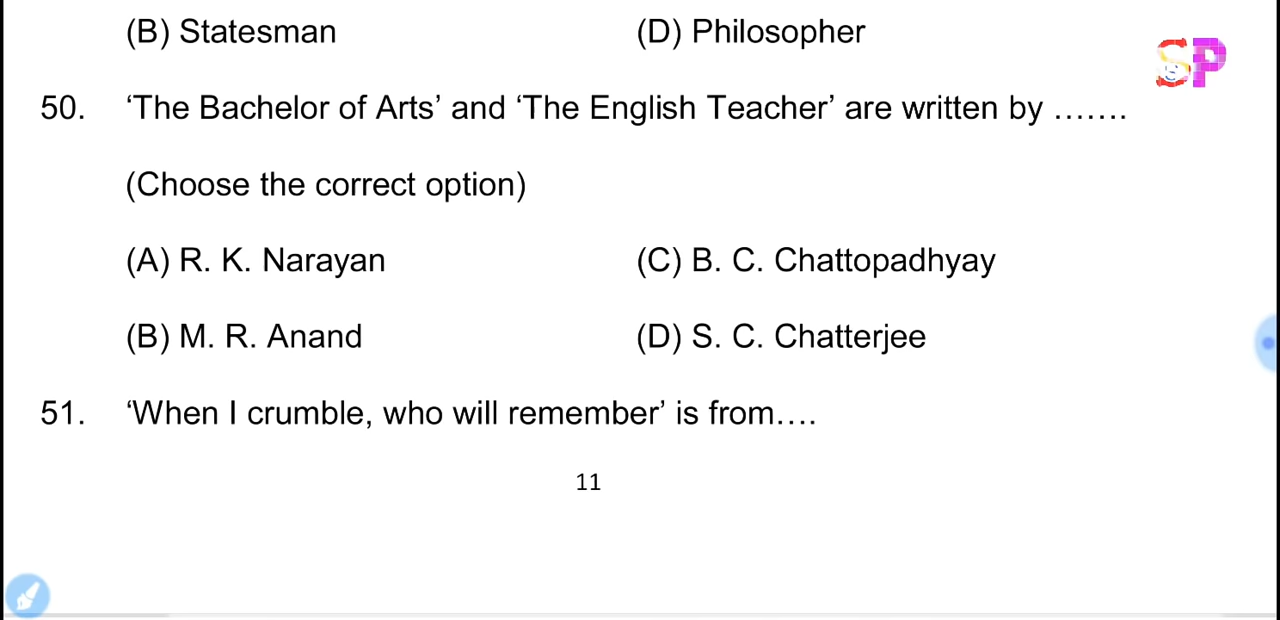 (B) Statesman (D) Philosopher
SP
50. ‘The Bachelor of Arts’ and ‘The English Teacher’ are written by …….
(Choose the correct option)
(A) R. K. Narayan (C) B. C. Chattopadhyay
(B) M. R. Anand (D) S. C. Chatterjee
51. ‘When I crumble, who will remember’ is from….
11